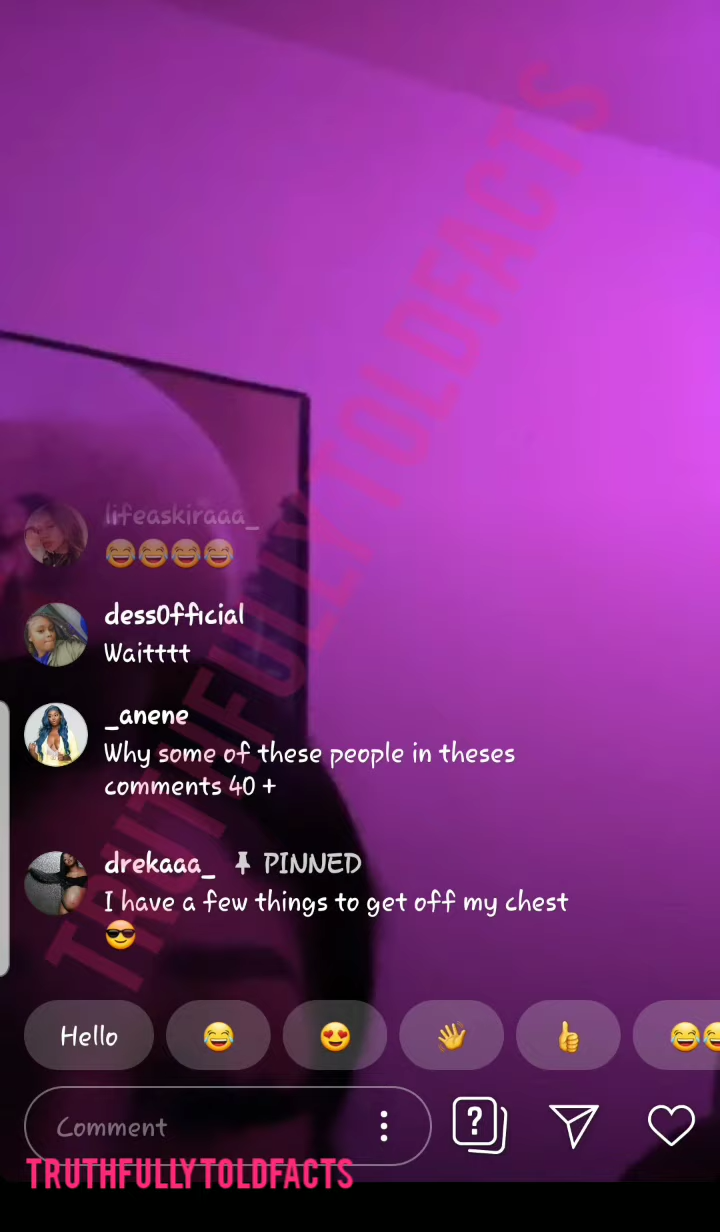 TRUTHFULLYTOLDFACTS
lifeaskiraaa_
😂😂😂😂
dessOfficial
Waitttt
_anene
Why some of these people in theses
comments 40 +
drekaaa_ 📌 PINNED
I have a few things to get off my chest
😎
Hello 😂 😍 👋 👍 😂😂
Comment
TRUTHFULLYTOLDFACTS